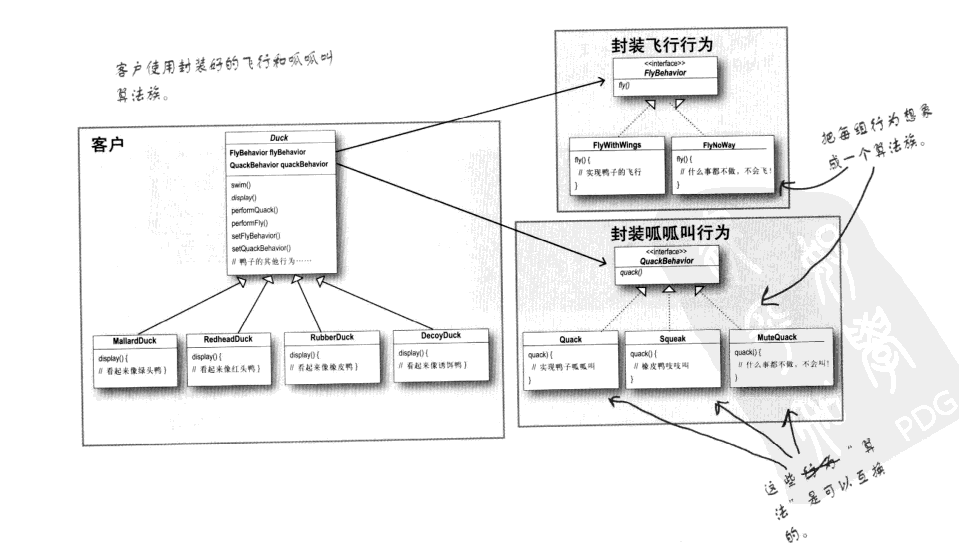 客户使用封装好的飞行和呱呱叫
算法族。
客户
Duck
FlyBehavior flyBehavior
QuackBehavior quackBehavior
swim()
display()
performQuack()
performFly()
setFlyBehavior()
setQuackBehavior()
// 鸭子的其他行为……
MallardDuck
display() {
// 看起来像绿头鸭 }
RedheadDuck
display() {
// 看起来像红头鸭 }
RubberDuck
display() {
// 看起来像橡皮鸭 }
DecoyDuck
display() {
// 看起来像诱饵鸭 }
封装飞行行为
<<interface>>
FlyBehavior
fly()
FlyWithWings
fly() {
// 实现鸭子的飞行
}
FlyNoWay
fly() {
// 什么事都不做，不会飞！
}
把每组行为想象
成一个算法族。
封装呱呱叫行为
<<interface>>
QuackBehavior
quack()
Quack
quack() {
// 实现鸭子呱呱叫
}
Squeak
quack() {
// 橡皮鸭吱吱叫
}
MuteQuack
quack() {
// 什么事都不做，不会叫！
}
这些 “算
法”是可以互换
的。
PDG